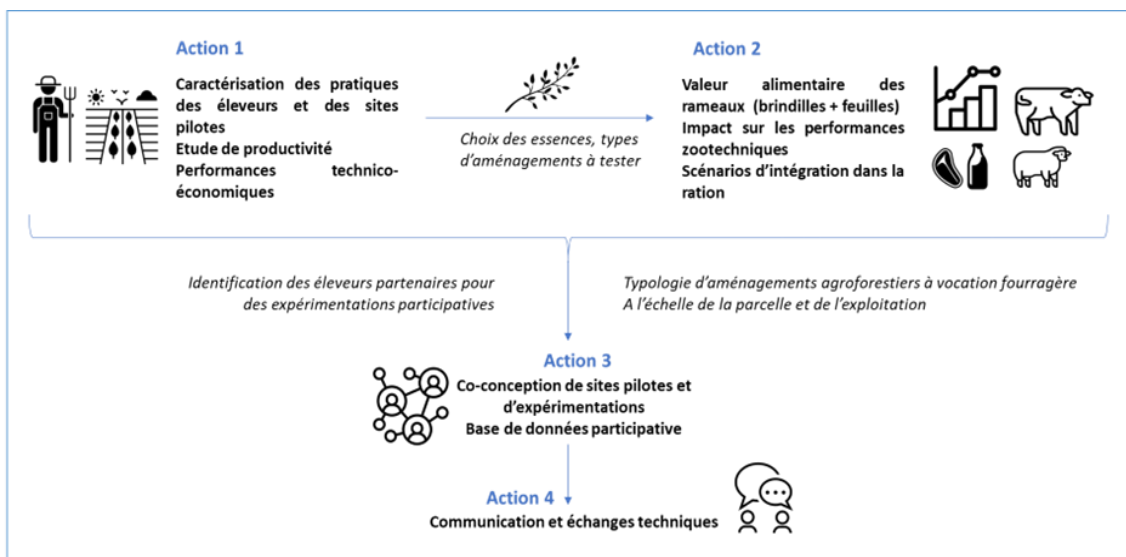 Action 1
Caractérisation des pratiques
des éleveurs et des sites
pilotes
Etude de productivité
Performances technico-
économiques
Choix des essences, types
d'aménagements à tester
Action 2
Valeur alimentaire des
rameaux (brindilles + feuilles)
Impact sur les performances
zootechniques
Scénarios d'intégration dans la
ration
Identification des éleveurs partenaires pour
des expérimentations participatives
Typologie d'aménagements agroforestiers à vocation fourragère
A l'échelle de la parcelle et de l'exploitation
Action 3
Co-conception de sites pilotes et
d'expérimentations
Base de données participative
Action 4
Communication et échanges techniques